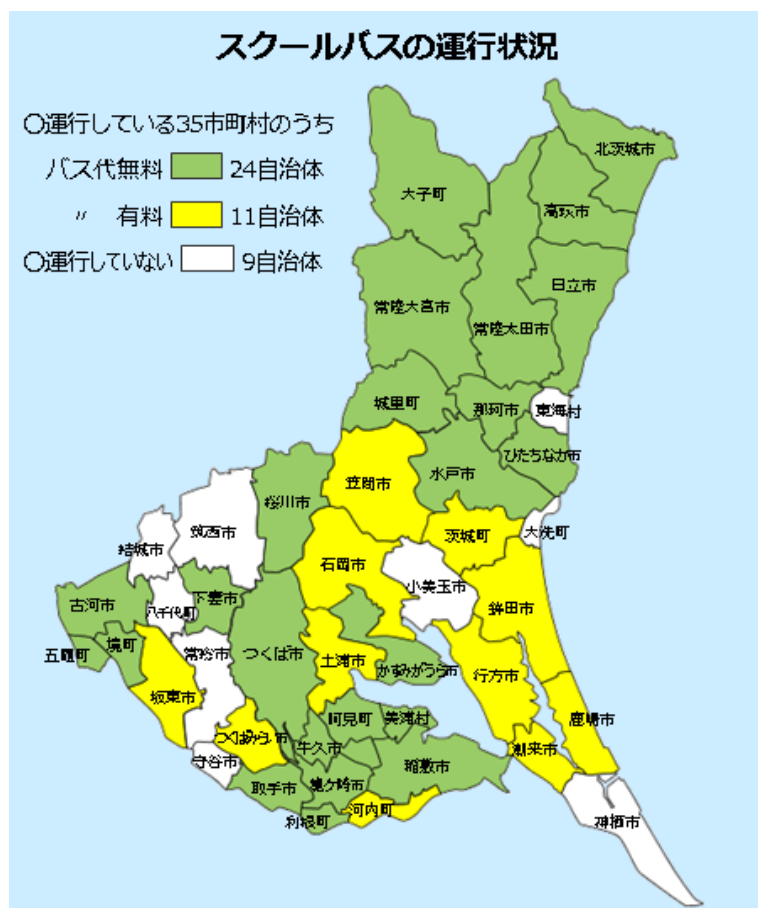 スクールバスの運行状況
〇運行している35市町村のうち
バス代無料 24自治体
〃 有料 11自治体
〇運行していない 9自治体
北茨城市
大子町
高萩市
日立市
常陸大宮市
常陸太田市
城里町
那珂市
東海村
ひたちなか市
水戸市
笠間市
桜川市
筑西市
結城市
茨城町
大洗町
石岡市
小美玉市
鉾田市
古河市
八千代町
下妻市
五霞町
境町
常総市
つくば市
土浦市
かすみがうら市
行方市
坂東市
つくばみらい市
阿見町
美浦村
鹿嶋市
牛久市
潮来市
守谷市
稲敷市
取手市
龍ケ崎市
利根町
河内町
神栖市